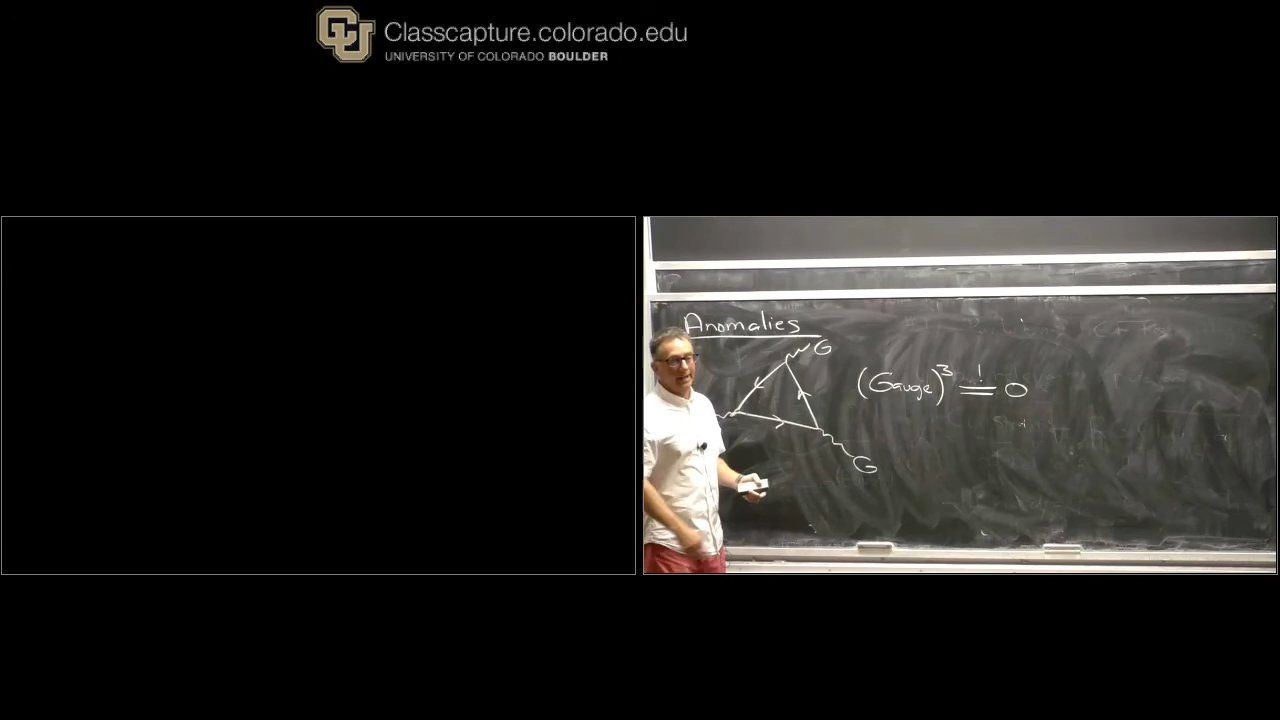 Classcapture.colorado.edu
UNIVERSITY OF COLORADO BOULDER
Anomalies
G
(Gauge)³ =! 0
G